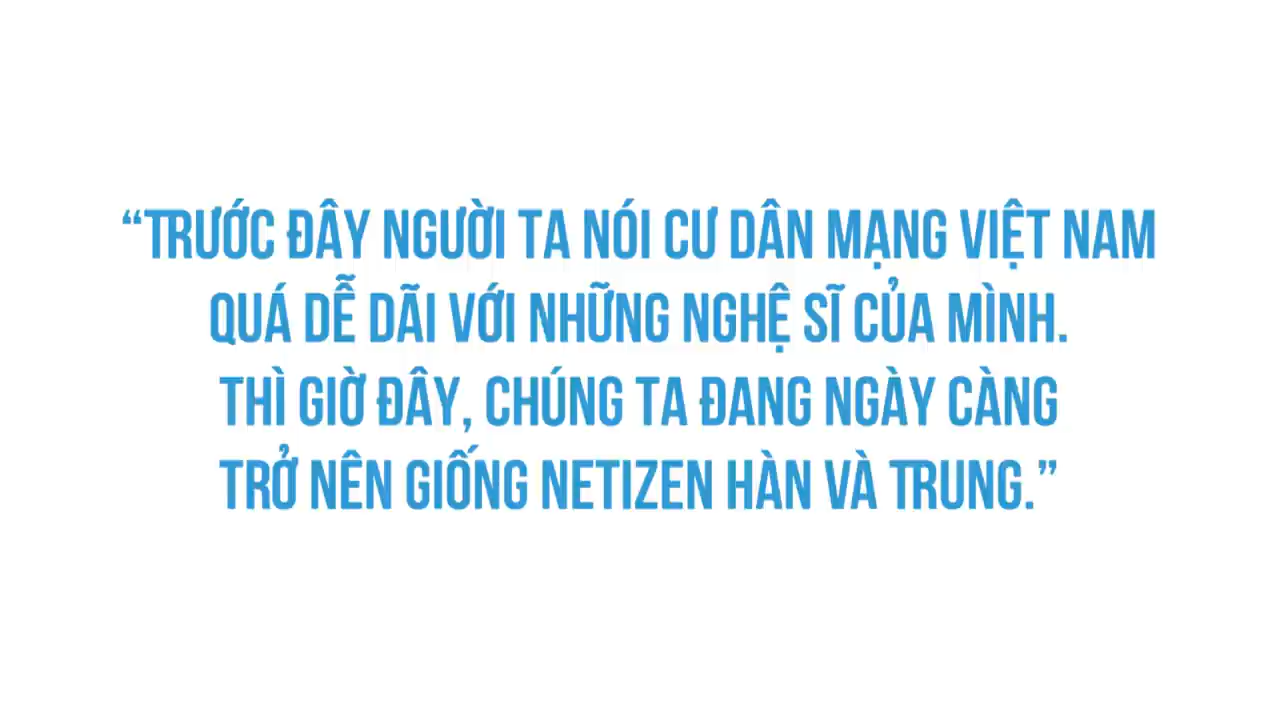 “TRƯỚC ĐÂY NGƯỜI TA NÓI CƯ DÂN MẠNG VIỆT NAM
QUÁ DỄ DÃI VỚI NHỮNG NGHỆ SĨ CỦA MÌNH.
THÌ GIỜ ĐÂY, CHÚNG TA ĐANG NGÀY CÀNG
TRỞ NÊN GIỐNG NETIZEN HÀN VÀ TRUNG.”